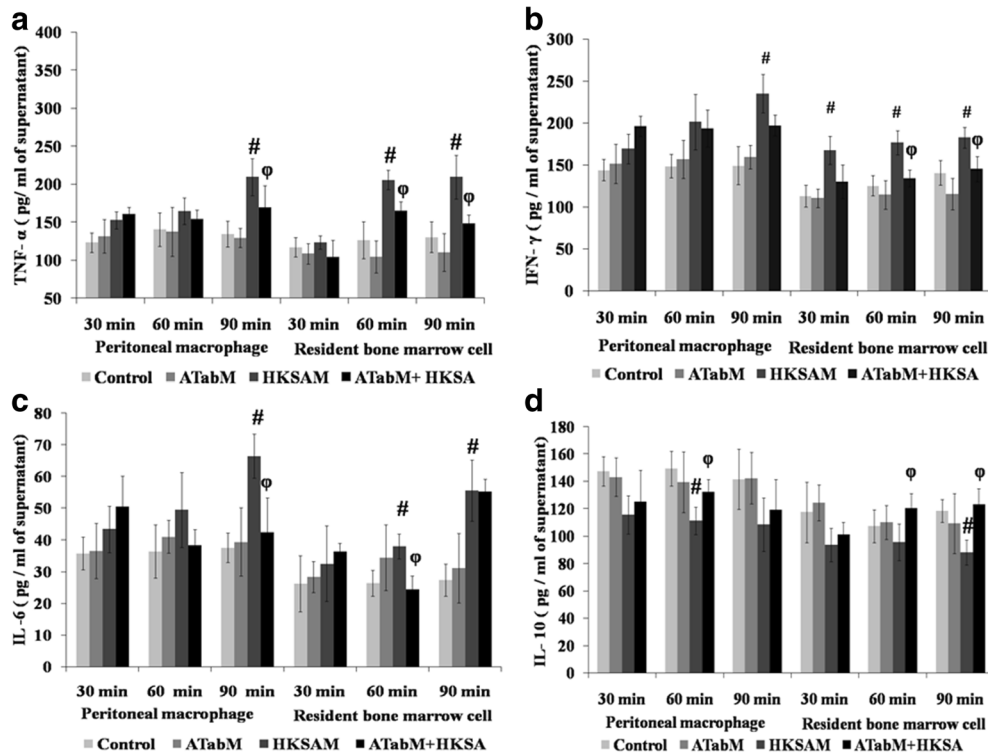 a
400
350
300
250
200
150
100
50
TNF- α ( pg/ ml of supernatant)
# φ # φ # φ
30 min 60 min 90 min 30 min 60 min 90 min
Peritoneal macrophage Resident bone marrow cell
Control ATabM HKSAM ATabM+ HKSA
b
300
250
200
150
100
50
0
IFN- γ ( pg / ml of supernatant)
# # # φ # φ
30 min 60 min 90 min 30 min 60 min 90 min
Peritoneal macrophage Resident bone marrow cell
Control ATabM HKSAM ATabM+HKSA
c
80
70
60
50
40
30
20
10
0
IL -6 ( pg / ml of supernatant)
# φ # φ #
30 min 60 min 90 min 30 min 60 min 90 min
Peritoneal macrophage Resident bone marrow cell
Control ATabM HKSAM ATabM+HKSA
d
180
160
140
120
100
80
60
40
20
0
IL- 10 ( pg / ml of supernatant)
# φ φ # φ
30 min 60 min 90 min 30 min 60 min 90 min
Peritoneal macrophage Resident bone marrow cell
Control ATabM HKSAM ATabM+HKSA